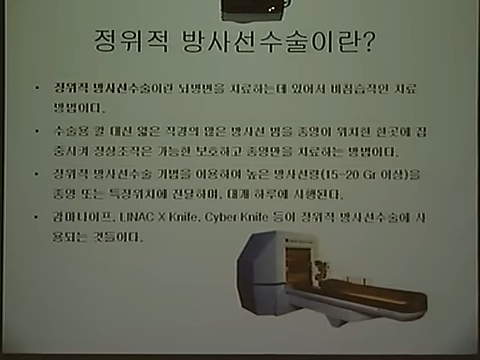 정위적 방사선수술이란?
• 정위적 방사선수술이란 뇌병변을 치료하는데 있어서 비침습적인 치료
방법이다.
• 수술용 칼 대신 얇은 직경의 많은 방사선 빔을 종양이 위치한 한곳에 집
중시켜 정상조직은 가능한 보호하고 종양만을 치료하는 방법이다.
• 정위적 방사선수술 기법을 이용하여 높은 방사선량(15-20 Gr 이상)을
종양 또는 특정위치에 전달하며, 대개 하루에 시행된다.
• 감마나이프, LINAC X Knife, Cyber Knife 등이 정위적 방사선수술에 사
용되는 것들이다.